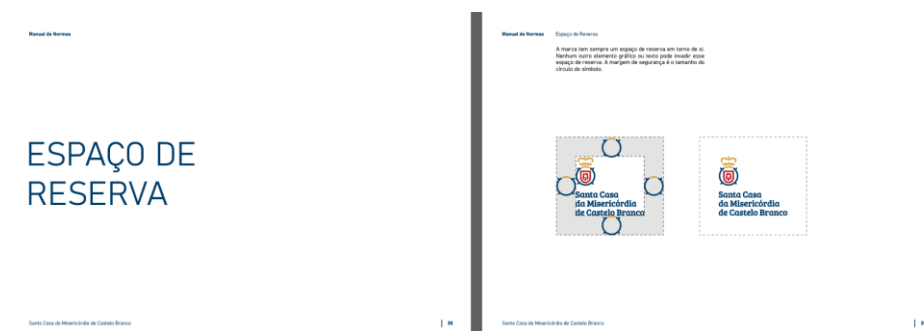 Manual de Normas
ESPAÇO DE
RESERVA
Santa Casa da Misericórdia de Castelo Branco
Manual de Normas
Espaço de Reserva
A marca tem sempre um espaço de reserva em torno de si.
Nenhum outro elemento gráfico ou texto pode invadir esse
espaço de reserva. A margem de segurança é o tamanho do
círculo do símbolo.
Santa Casa
da Misericórdia
de Castelo Branco
Santa Casa
da Misericórdia
de Castelo Branco
Santa Casa da Misericórdia de Castelo Branco